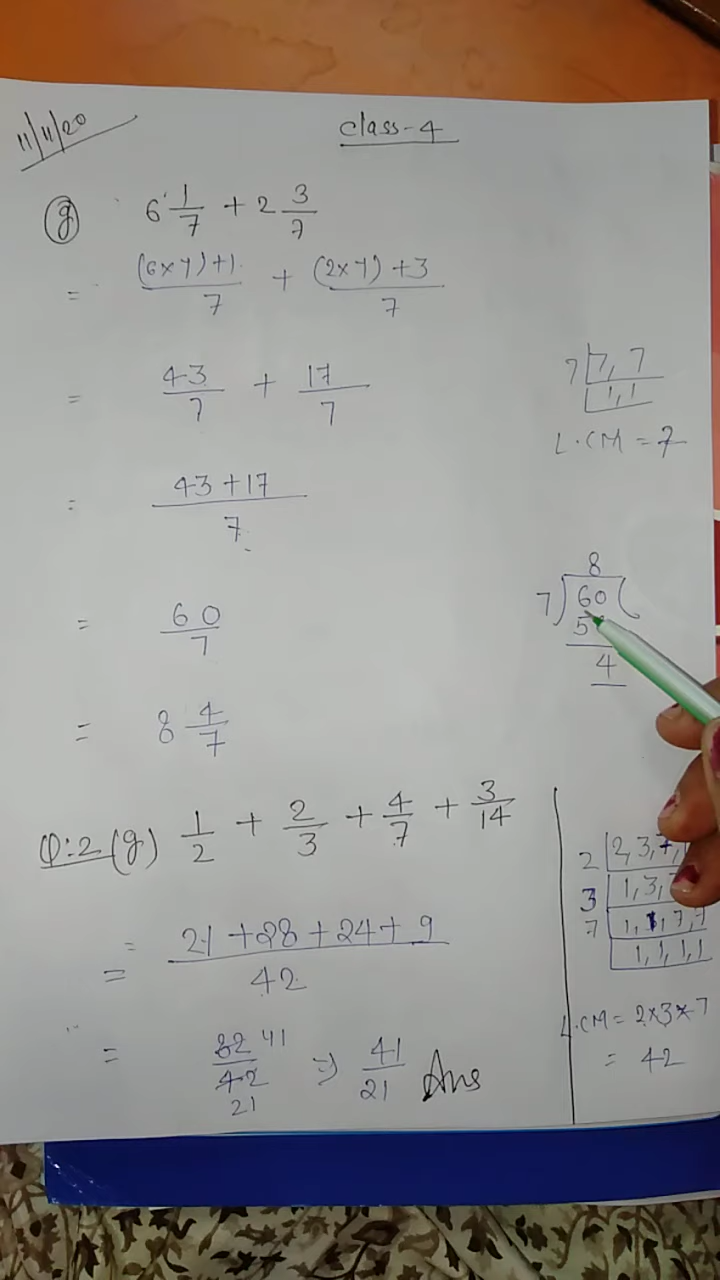 11/11/20
Class-4
(g) 6 1/7 + 2 3/7
= (6×7)+1/7 + (2×7)+3/7
= 43/7 + 17/7
7 | 7, 7
1, 1
L.CM = 7
= 43+17/7
= 60/7
8
7 ) 60 (
5
4
= 8 4/7
Q:2 (g) 1/2 + 2/3 + 4/7 + 3/14
= 21+28+24+9/42
= 82/42 41/21 => 41/21 Ans
2 | 2, 3, 7,
3 | 1, 3,
7 | 1, 1, 7, 7
1, 1, 1, 1
L.CM = 2×3×7
= 42